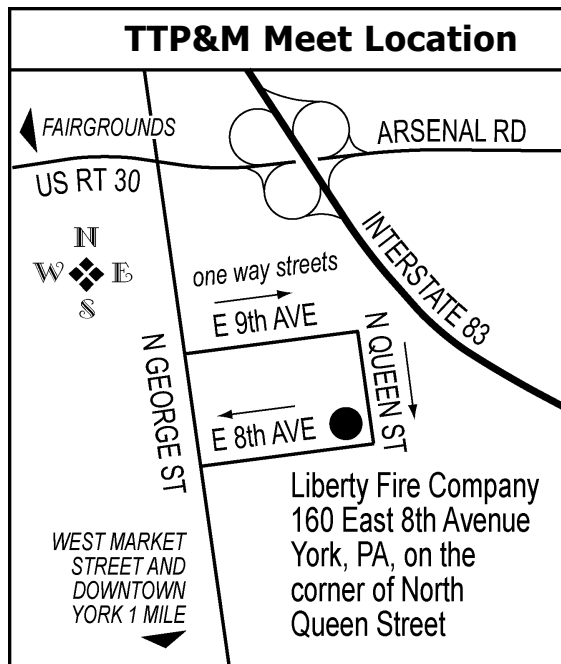 TTP&M Meet Location
FAIRGROUNDS
ARSENAL RD
US RT 30
N
W E
S
INTERSTATE 83
one way streets
E 9th AVE
N QUEEN ST
N GEORGE ST
E 8th AVE
Liberty Fire Company
160 East 8th Avenue
York, PA, on the
corner of North
Queen Street
WEST MARKET
STREET AND
DOWNTOWN
YORK 1 MILE